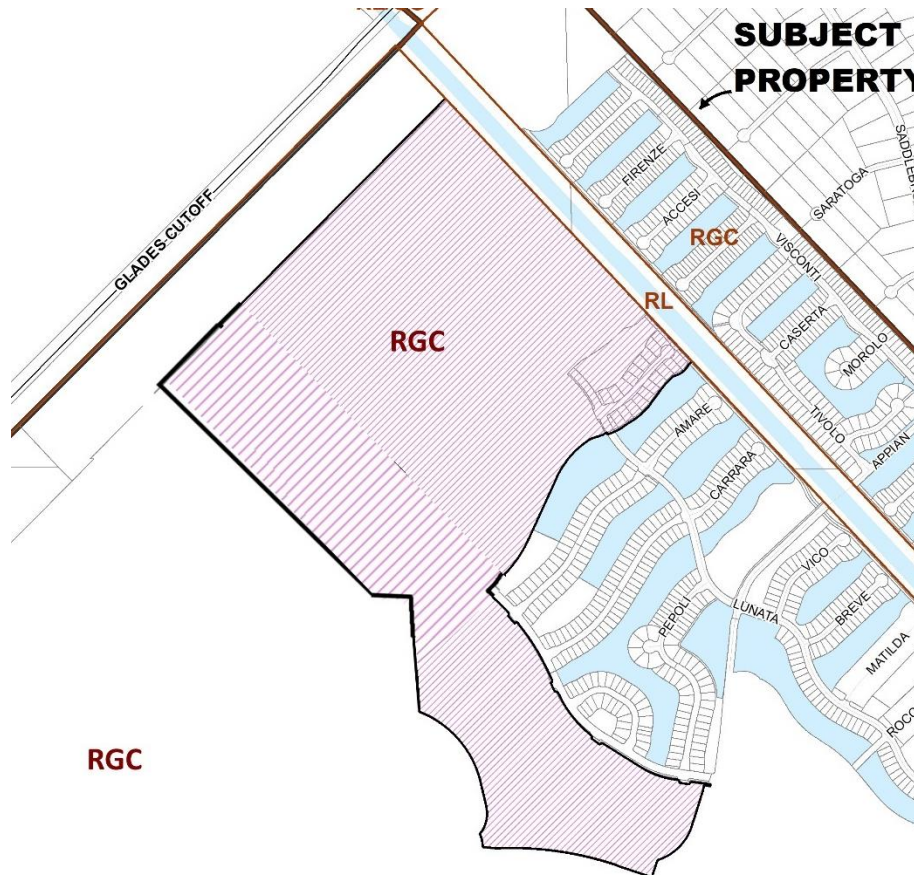 SUBJECT
PROPERTY
GLADES CUTOFF
FIRENZE
ACCESI
RGC
VISCONTI
SARATOGA
RL
CASERTA
MOROLO
RGC
TIVOLO
APPIAN
AMARE
CARRARA
VICO
BREVE
PEPOLI
LUNATA
MATILDA
RGC